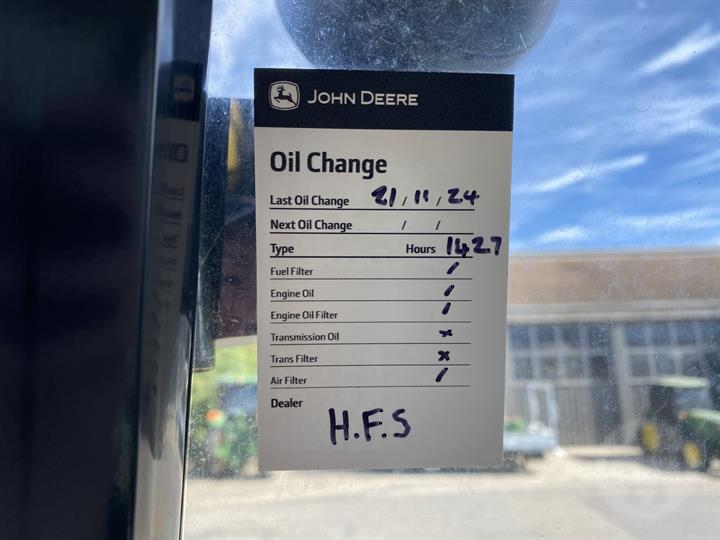 JOHN DEERE
Oil Change
Last Oil Change 21 / 11 / 24
Next Oil Change / /
Type Hours 1427
Fuel Filter /
Engine Oil /
Engine Oil Filter /
Transmission Oil x
Trans Filter x
Air Filter /
Dealer
H.F.S